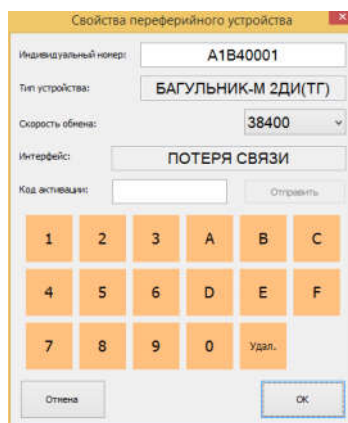 Свойства переферийного устройства
Индивидуальный номер: A1B40001
Тип устройства: БАГУЛЬНИК-М 2ДИ(ТГ)
Скорость обмена: 38400
Интерфейс: ПОТЕРЯ СВЯЗИ
Код активации: Отправить
1 2 3 A B C
4 5 6 D E F
7 8 9 0 Удал.
Отмена OK